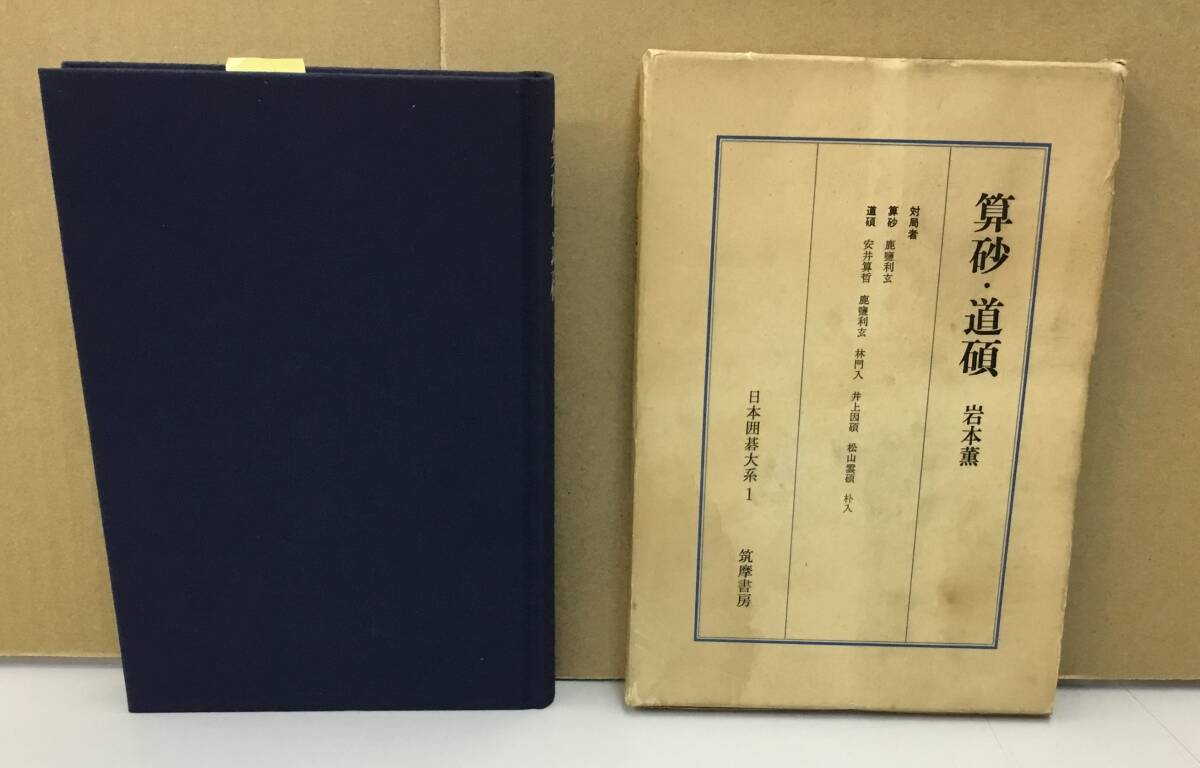 算砂・道碩 岩本薫
対局者
算砂 鹿鹽利玄
道碩 安井算哲 鹿鹽利玄 林門入 井上因碩 松山雲碩 朴入
日本囲碁大系 1
筑摩書房